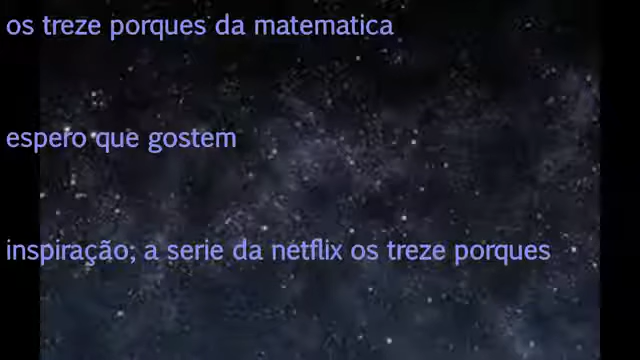 os treze porques da matematica
espero que gostem
inspiração; a serie da netflix os treze porques